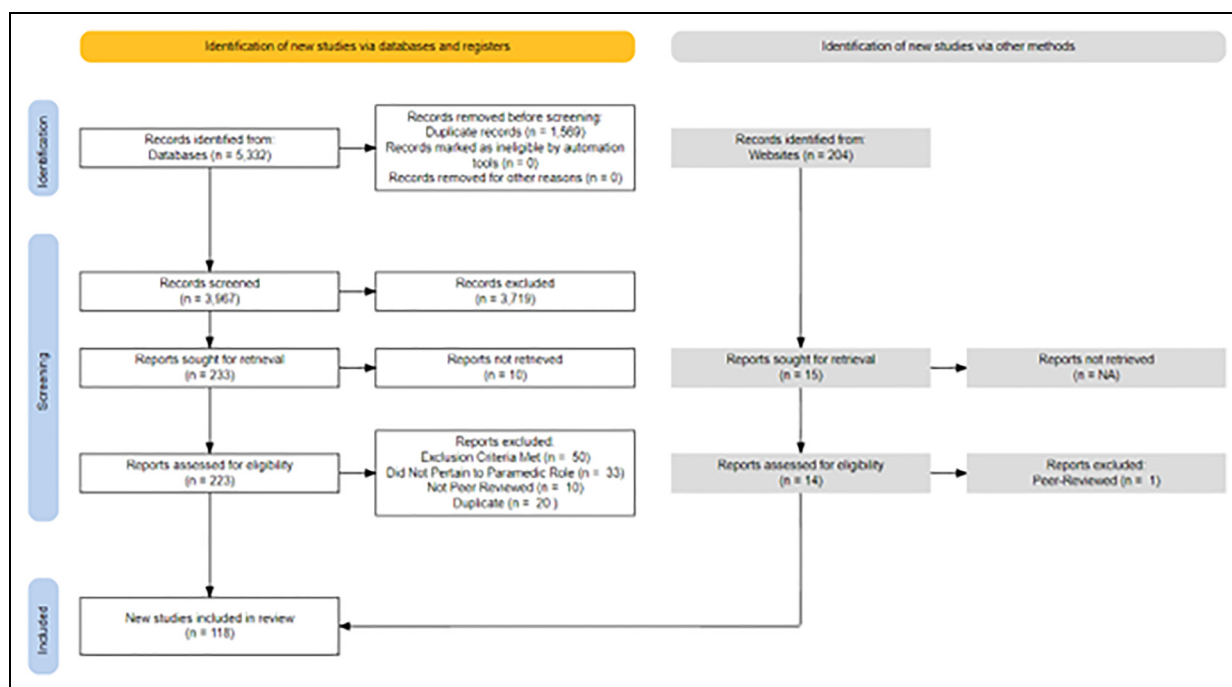 Identification of new studies via databases and registers
Identification of new studies via other methods
Identification
Records identified from:
Databases (n = 5,332)
Records removed before screening:
Duplicate records (n = 1,569)
Records marked as ineligible by automation
tools (n = 0)
Records removed for other reasons (n = 0)
Records identified from:
Websites (n = 204)
Screening
Records screened
(n = 3,967)
Records excluded
(n = 3,719)
Reports sought for retrieval
(n = 233)
Reports not retrieved
(n = 10)
Reports sought for retrieval
(n = 15)
Reports not retrieved
(n = NA)
Reports assessed for eligibility
(n = 223)
Reports excluded:
Exclusion Criteria Met (n = 50)
Did Not Pertain to Paramedic Role (n = 33)
Not Peer Reviewed (n = 10)
Duplicate (n = 20 )
Reports assessed for eligibility
(n = 14)
Reports excluded:
Peer-Reviewed (n = 1)
Included
New studies included in review
(n = 118)